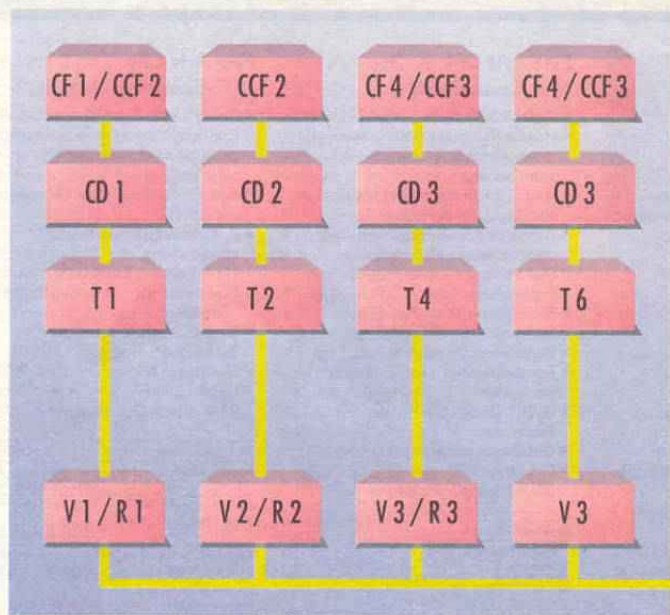 CF1/CCF2 CCF2 CF4/CCF3 CF4/CCF3
CD1 CD2 CD3 CD3
T1 T2 T4 T6
V1/R1 V2/R2 V3/R3 V3